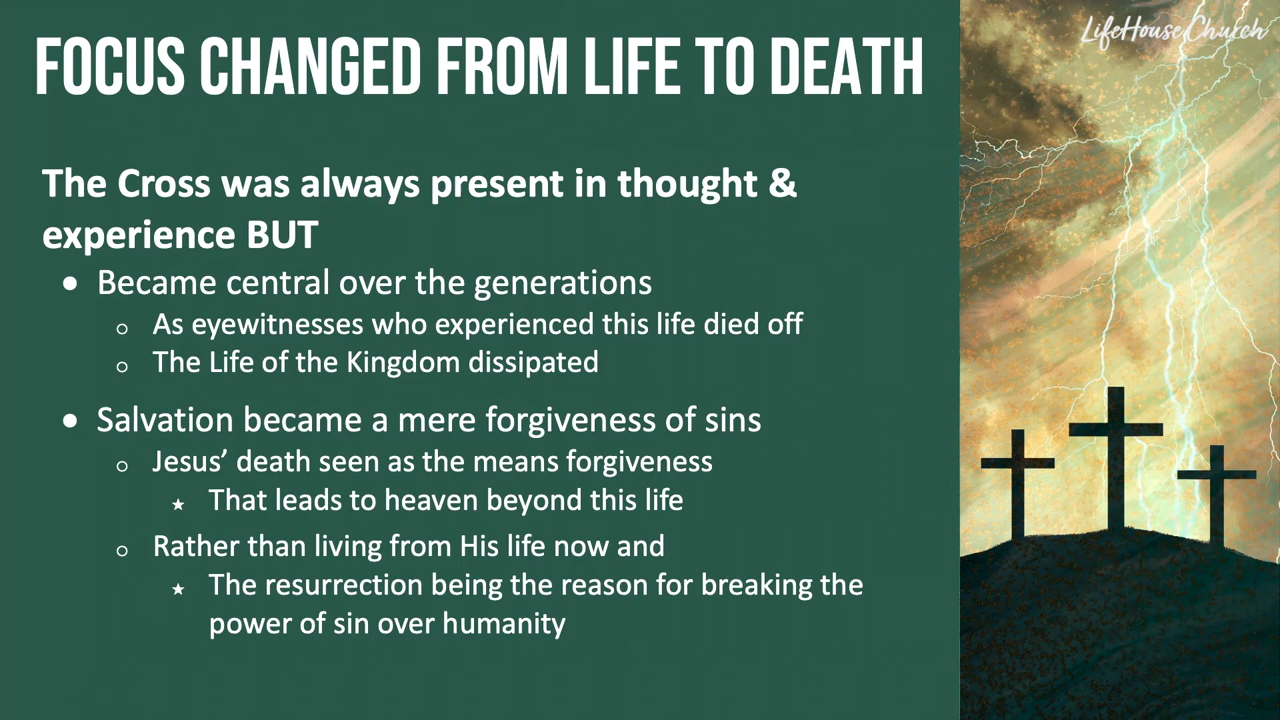 LifeHouse Church
FOCUS CHANGED FROM LIFE TO DEATH
The Cross was always present in thought &
experience BUT
• Became central over the generations
o As eyewitnesses who experienced this life died off
o The Life of the Kingdom dissipated
• Salvation became a mere forgiveness of sins
o Jesus’ death seen as the means forgiveness
★ That leads to heaven beyond this life
o Rather than living from His life now and
★ The resurrection being the reason for breaking the
power of sin over humanity